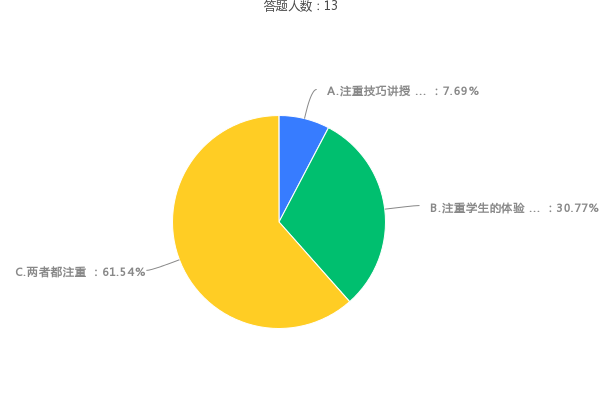 答题人数：13
A.注重技巧讲授 ... ：7.69%
B.注重学生的体验 ... ：30.77%
C.两者都注重 ：61.54%